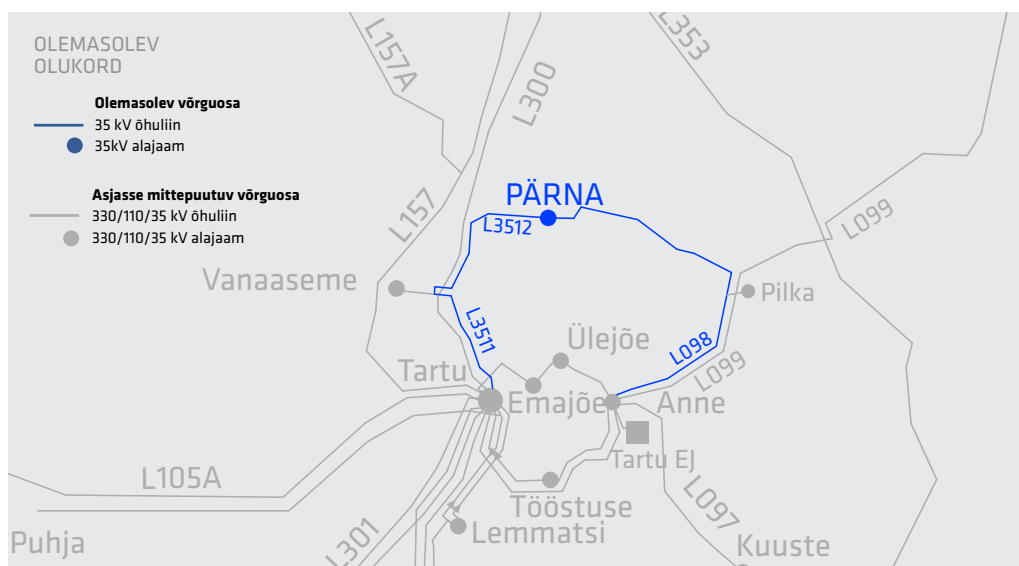 OLEMASOLEV
OLUKORD
Olemasolev võrguosa
35 kV õhuliin
35kV alajaam
Asjasse mittepuutuv võrguosa
330/110/35 kV õhuliin
330/110/35 kV alajaam
L157A
L300
L353
L157
PÄRNA
L3512
L099
Vanaaseme
Pilka
L3511
Ülejõe
L098
L099
Tartu
Emajõe
Anne
Tartu EJ
L105A
L097
Tööstuse
L301
Lemmatsi
Puhja
Kuuste